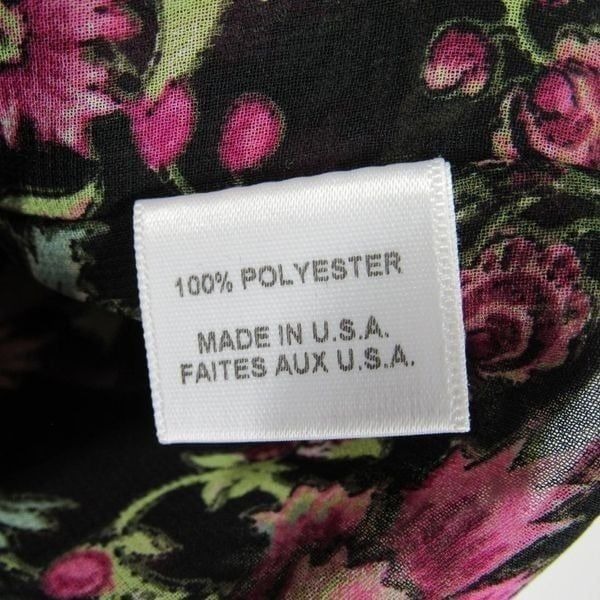 100% POLYESTER
MADE IN U.S.A.
FAITES AUX U.S.A.